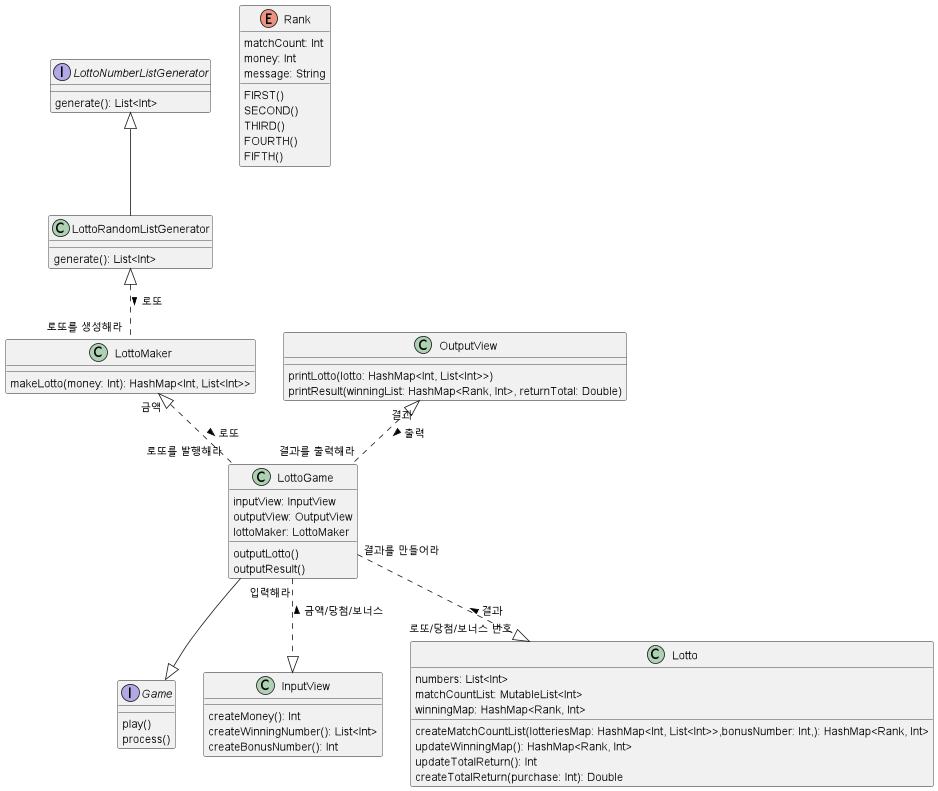 E Rank
matchCount: Int
money: Int
message: String
FIRST()
SECOND()
THIRD()
FOURTH()
FIFTH()
I LottoNumberListGenerator
generate(): List<Int>
C LottoRandomListGenerator
generate(): List<Int>
로또
로또를 생성해라
C LottoMaker
makeLotto(money: Int): HashMap<Int, List<Int>>
C OutputView
printLotto(lotto: HashMap<Int, List<Int>>)
printResult(winningList: HashMap<Rank, Int>, returnTotal: Double)
금액
로또
로또를 발행해라
결과
출력
결과를 출력해라
C LottoGame
inputView: InputView
outputView: OutputView
lottoMaker: LottoMaker
outputLotto()
outputResult()
결과를 만들어라
입력해라
금액/당첨/보너스
결과
로또/당첨/보너스 번호
I Game
play()
process()
C InputView
createMoney(): Int
createWinningNumber(): List<Int>
createBonusNumber(): Int
C Lotto
numbers: List<Int>
matchCountList: MutableList<Int>
winningMap: HashMap<Rank, Int>
createMatchCountList(lotteriesMap: HashMap<Int, List<Int>>,bonusNumber: Int,): HashMap<Rank, Int>
updateWinningMap(): HashMap<Rank, Int>
updateTotalReturn(): Int
createTotalReturn(purchase: Int): Double